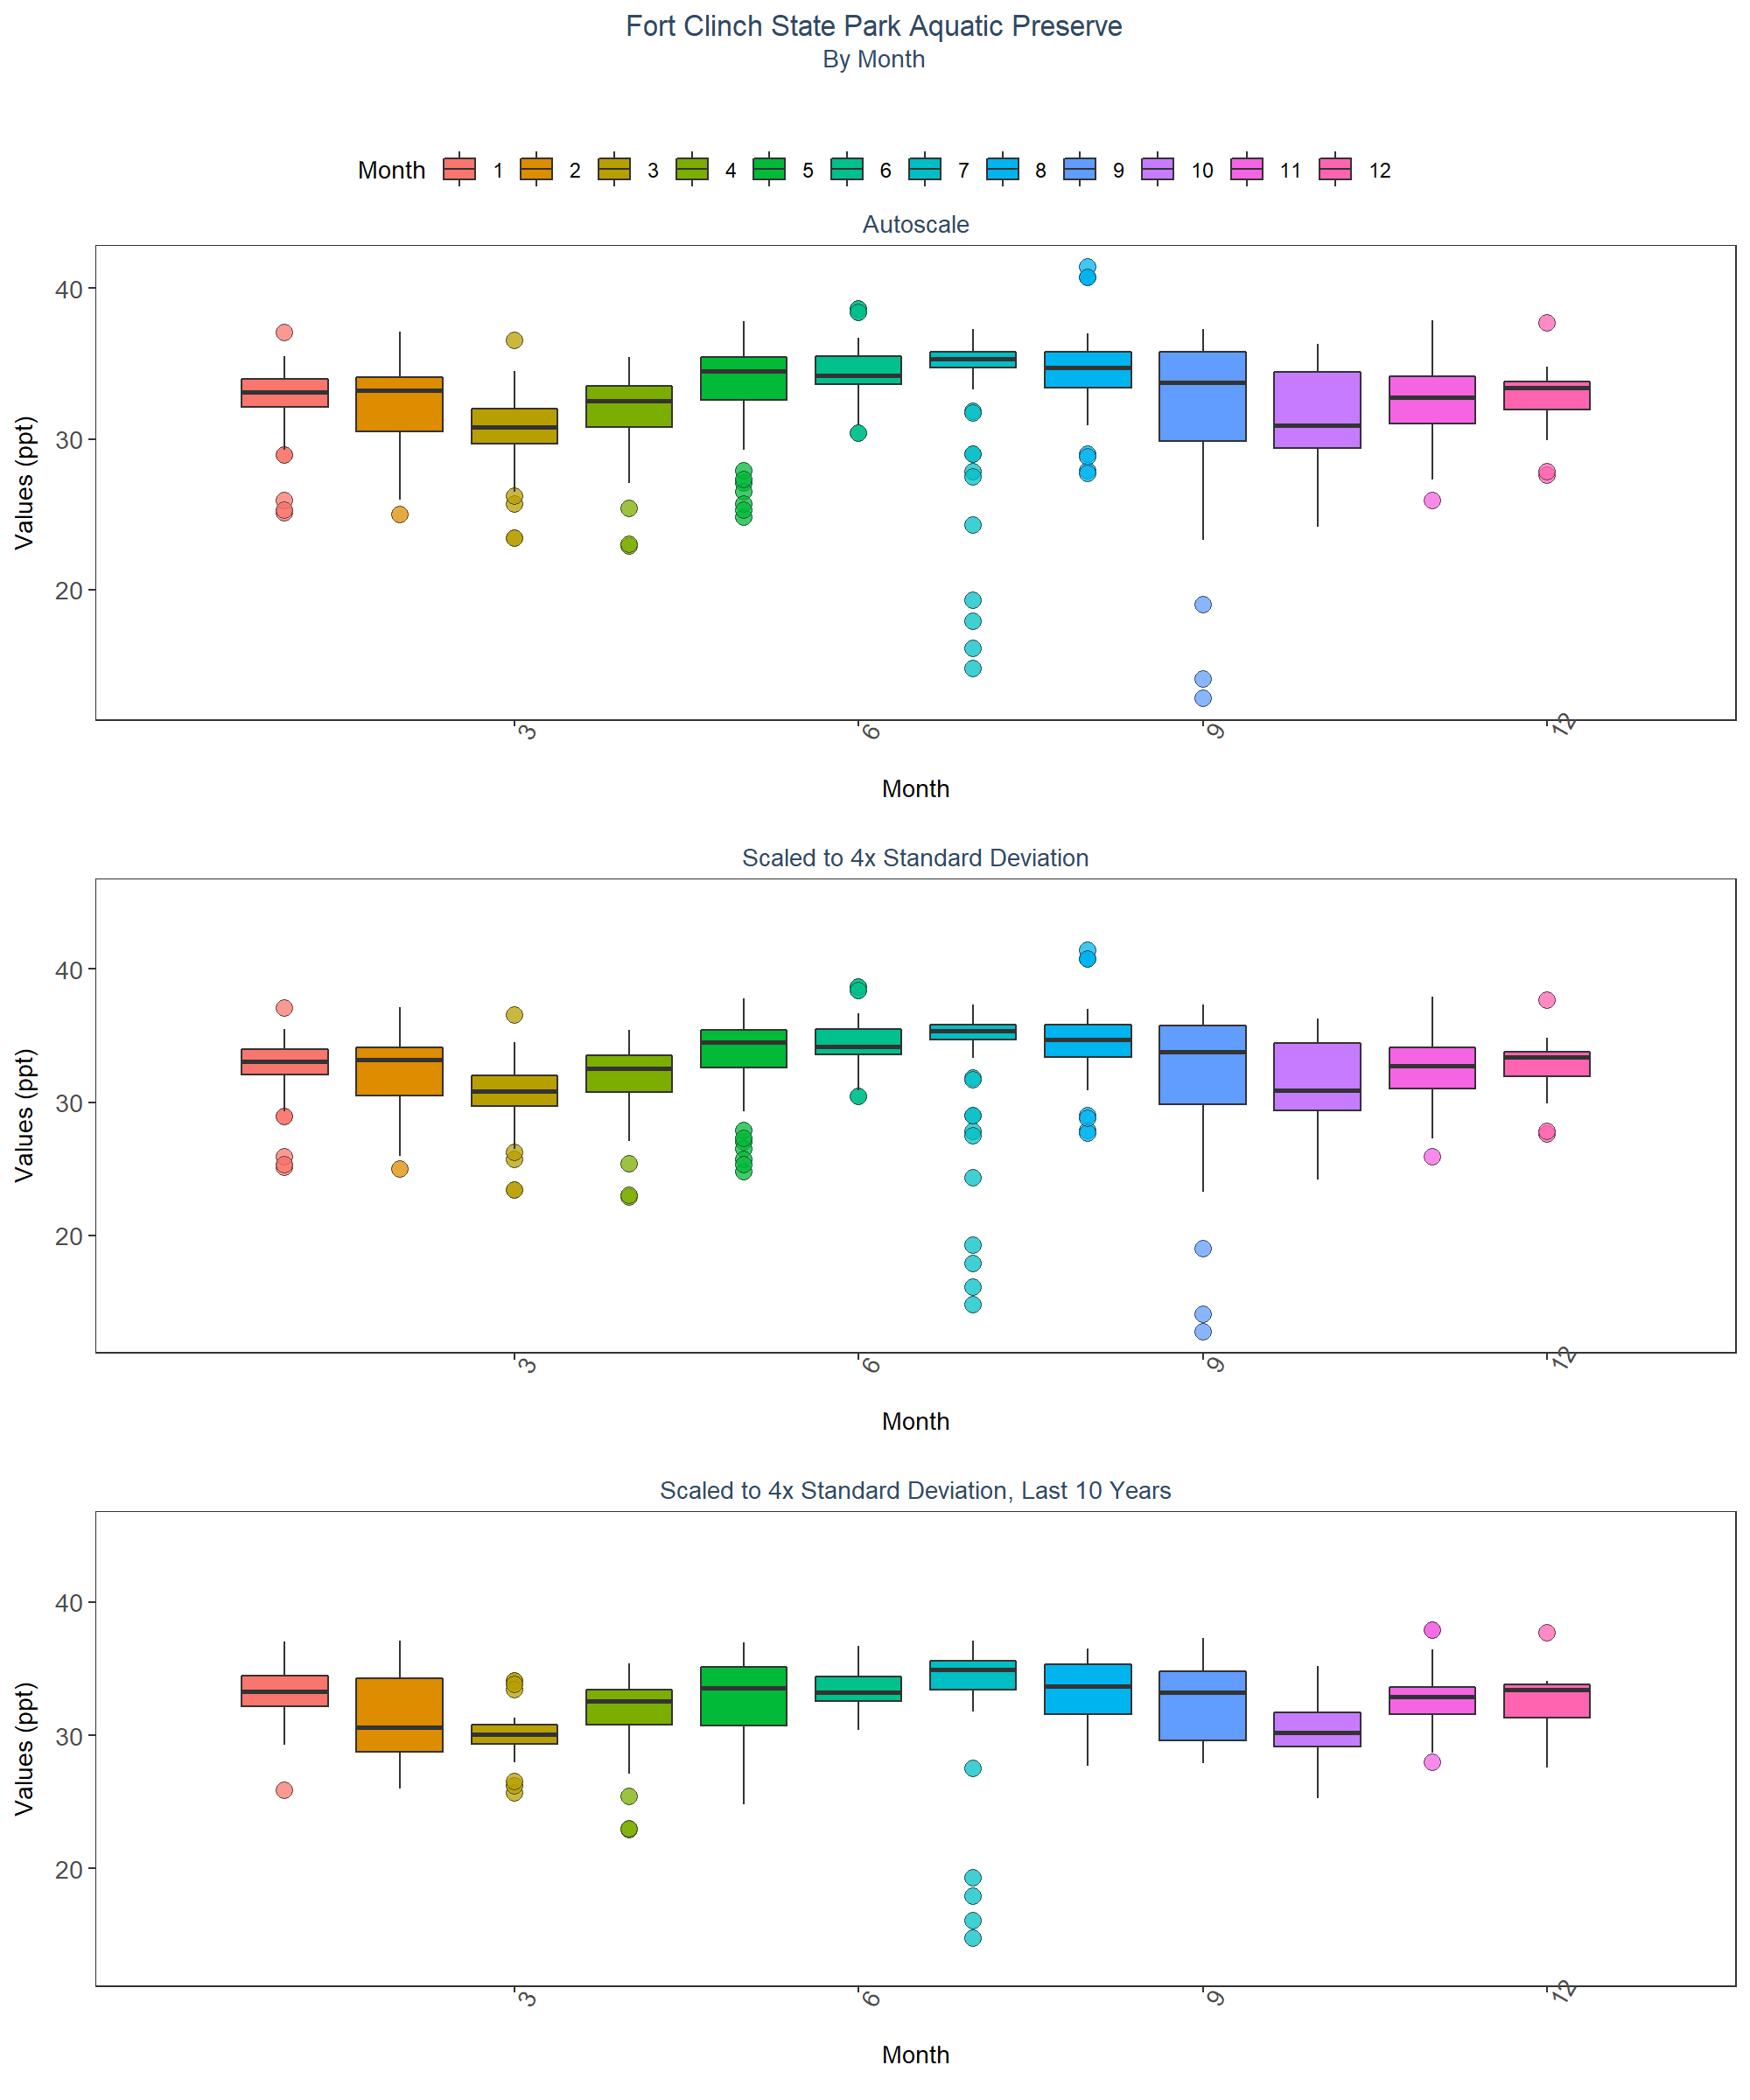 Fort Clinch State Park Aquatic Preserve
By Month
Month 1 2 3 4 5 6 7 8 9 10 11 12
Autoscale
Values (ppt)
40
30
20
3 6 9 12
Month
Scaled to 4x Standard Deviation
Values (ppt)
40
30
20
3 6 9 12
Month
Scaled to 4x Standard Deviation, Last 10 Years
Values (ppt)
40
30
20
3 6 9 12
Month